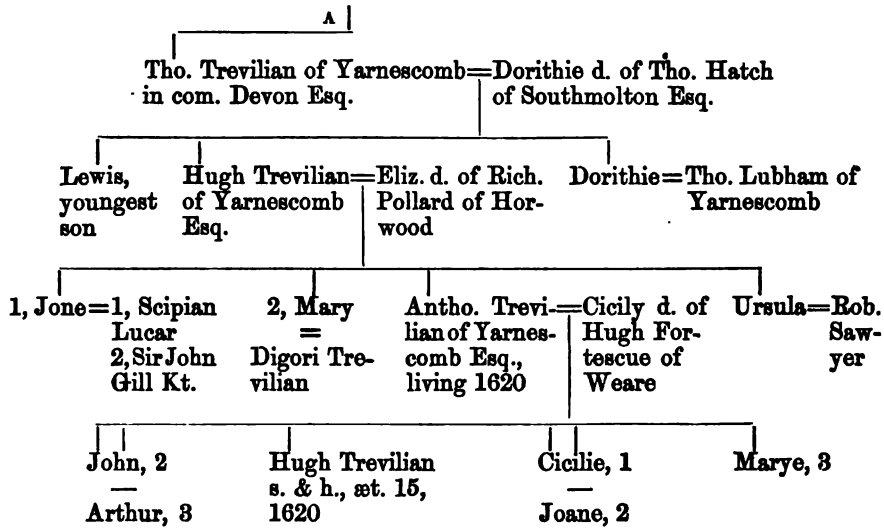 A
Tho. Trevilian of Yarnescomb=Dorithie d. of Tho. Hatch
in com. Devon Esq.
of Southmolton Esq.
Lewis,
youngest
son
Hugh Trevilian=Eliz. d. of Rich.
of Yarnescomb
Esq.
Pollard of Hor-
wood
Dorithie=Tho. Lubham of
Yarnescomb
1, Jone=1, Scipian
Lucar
2, Sir John
Gill Kt.
2, Mary
=
Digori Tre-
vilian
Antho. Trevi-=Cicily d. of
lian of Yarnes-
comb Esq.,
living 1620
Hugh For-
tescue of
Weare
Ursula=Rob.
Saw-
yer
John, 2
Arthur, 3
Hugh Trevilian
s. & h., æt. 15,
1620
Cicilie, 1
Joane, 2
Marye, 3